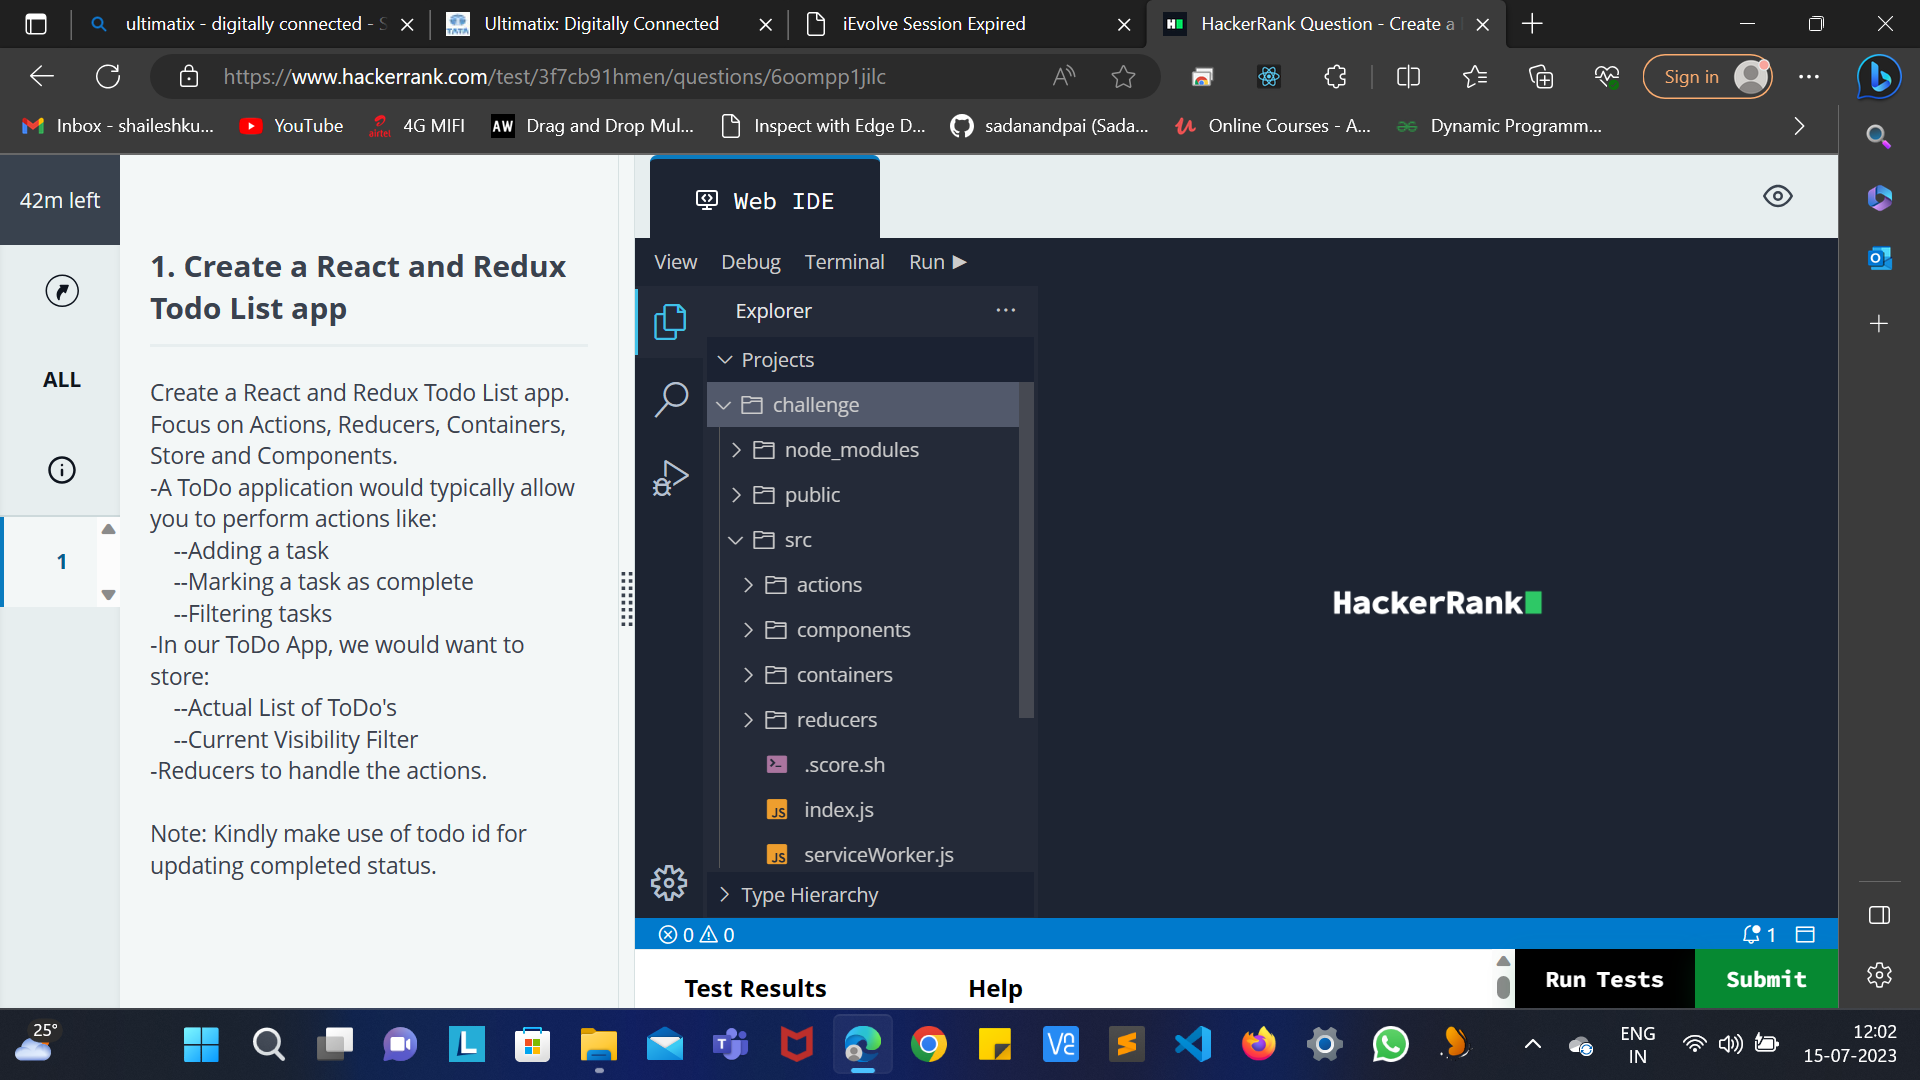 ultimatix - digitally connected - S
Ultimatix: Digitally Connected
iEvolve Session Expired
HackerRank Question - Create a
https://www.hackerrank.com/test/3f7cb91hmen/questions/6oompp1jilc
Sign in
Inbox - shaileshku...
YouTube
airtel
4G MIFI
AW
Drag and Drop Mul...
Inspect with Edge D...
sadanandpai (Sada...
Online Courses - A...
Dynamic Programm...
42m left
ALL
1
1. Create a React and Redux
Todo List app
Create a React and Redux Todo List app.
Focus on Actions, Reducers, Containers,
Store and Components.
-A ToDo application would typically allow
you to perform actions like:
--Adding a task
--Marking a task as complete
--Filtering tasks
-In our ToDo App, we would want to
store:
--Actual List of ToDo's
--Current Visibility Filter
-Reducers to handle the actions.
Note: Kindly make use of todo id for
updating completed status.
Web IDE
View Debug Terminal Run
Explorer
Projects
challenge
node_modules
public
src
actions
components
containers
reducers
.score.sh
JS index.js
JS serviceWorker.js
Type Hierarchy
HackerRank
0 0
1
Test Results
Help
Run Tests
Submit
25°
ENG
IN
12:02
15-07-2023